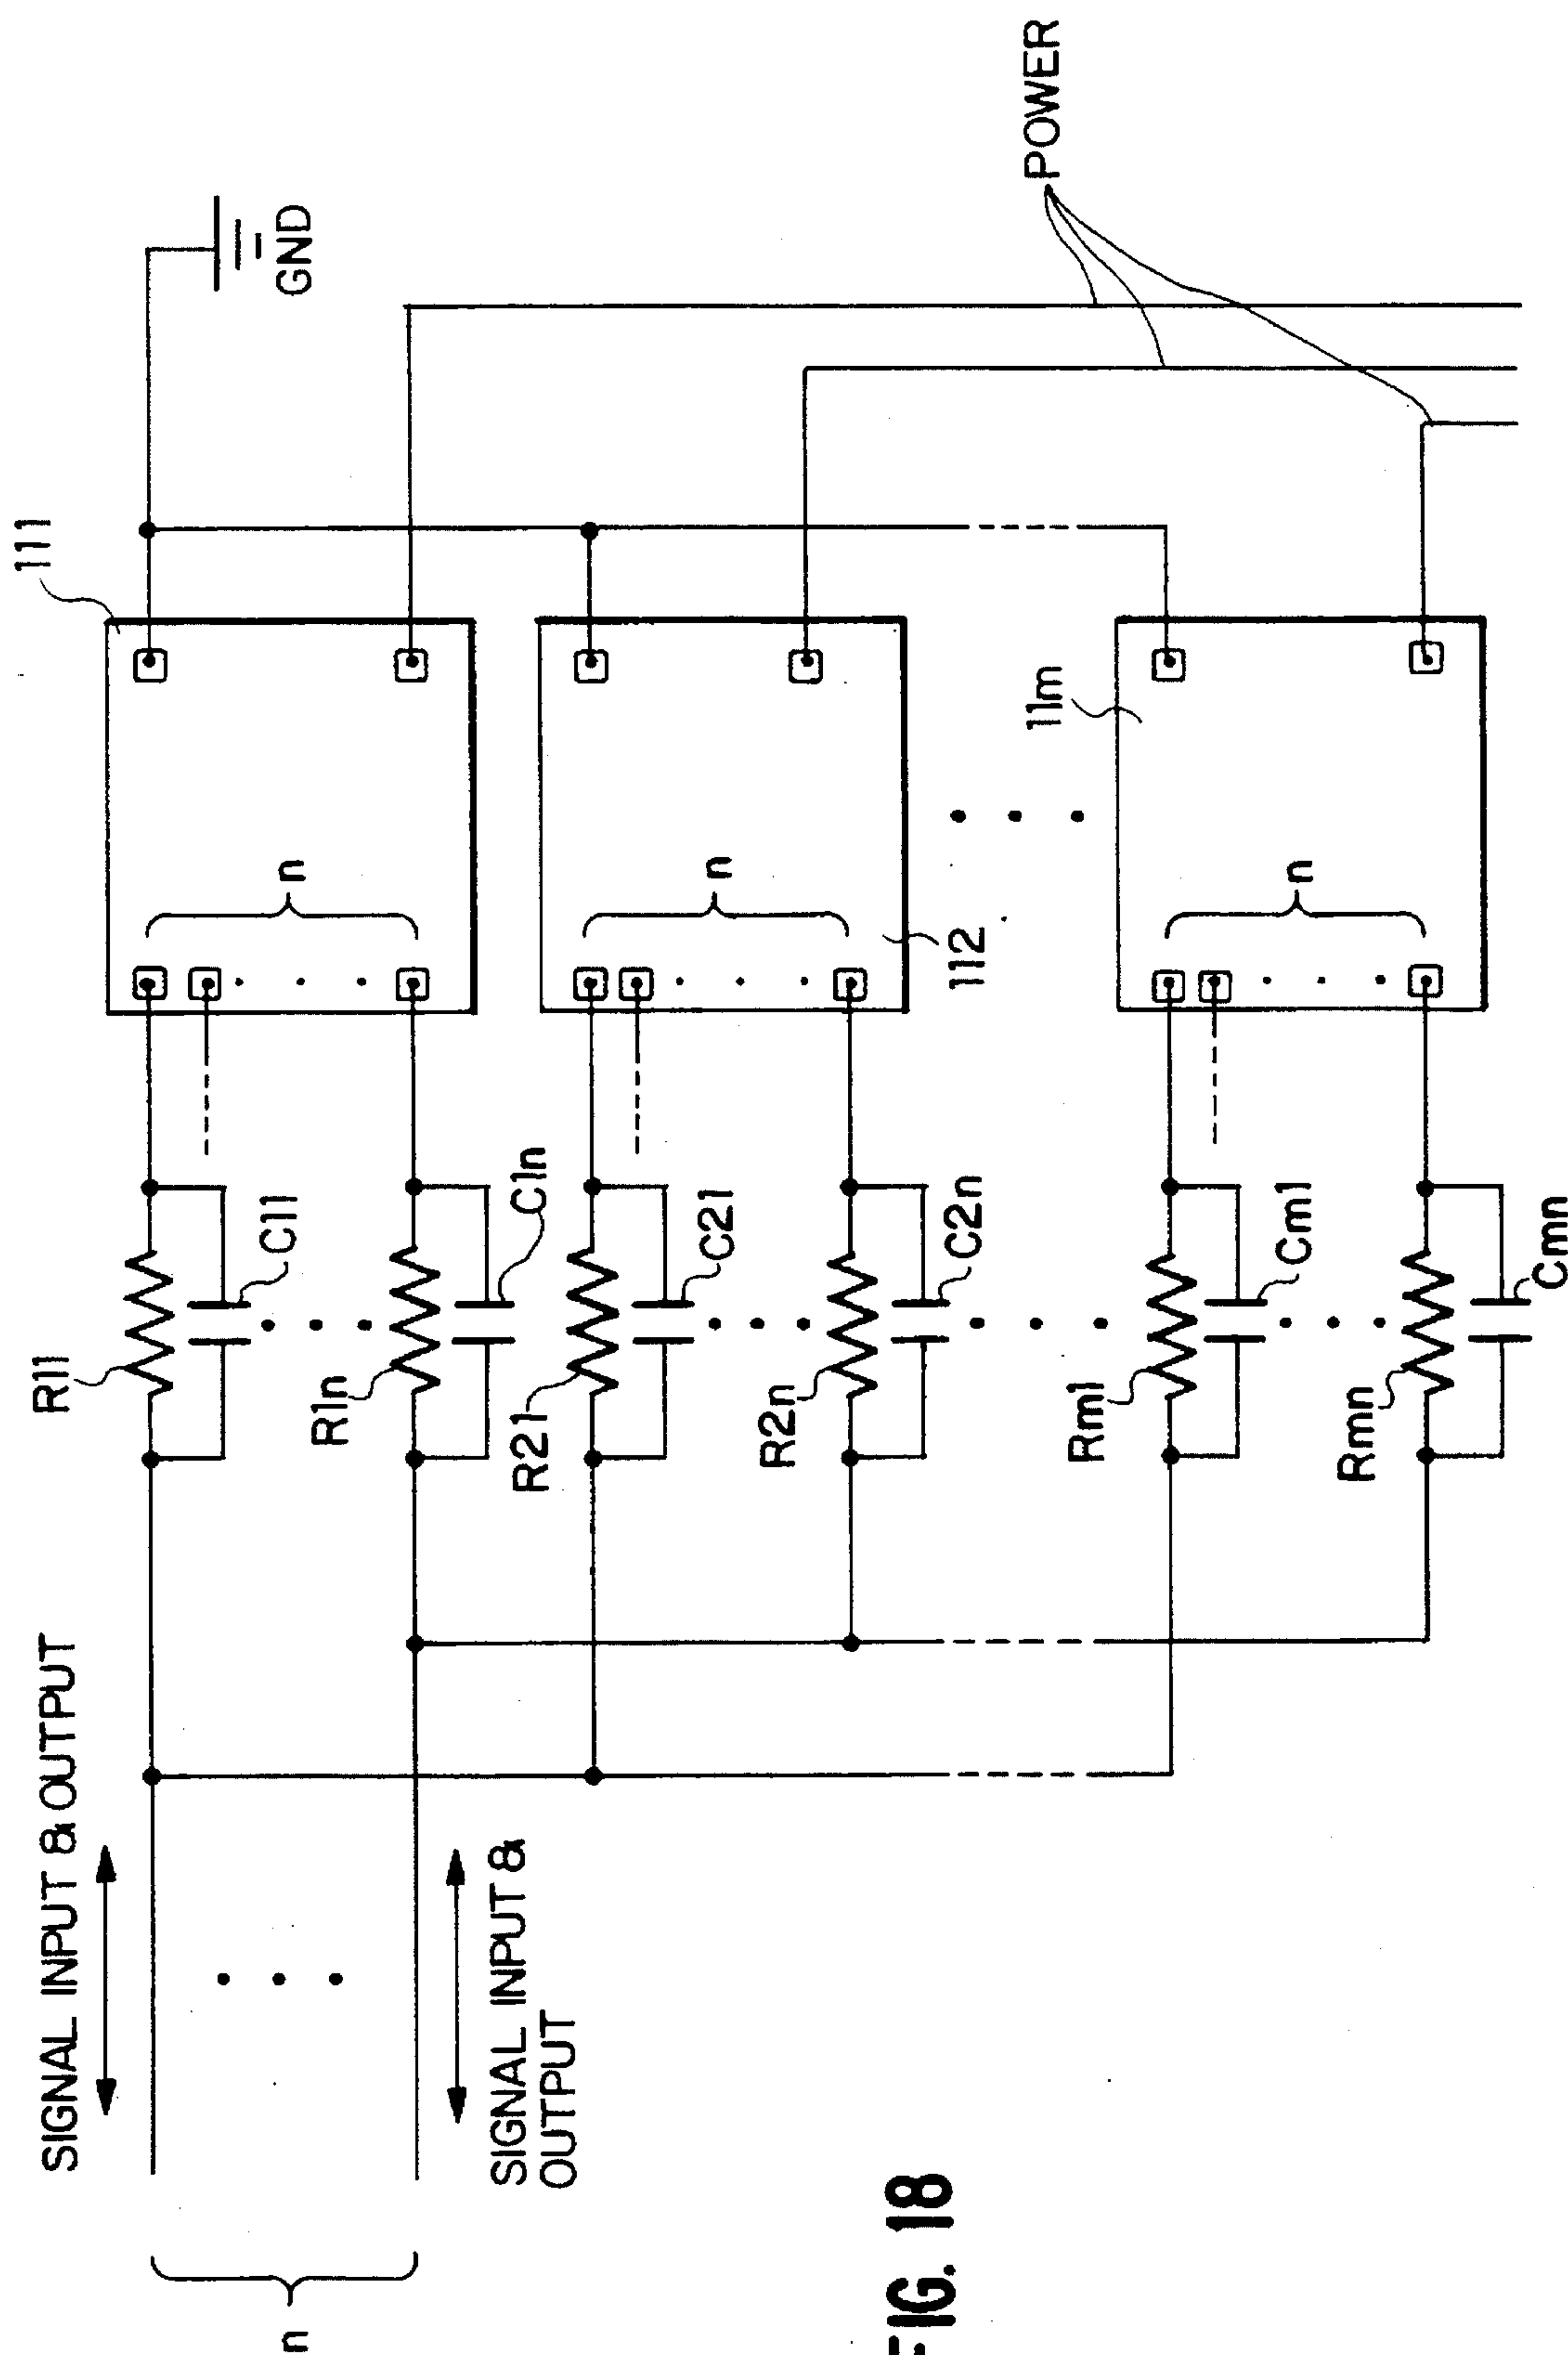 SIGNAL INPUT & OUTPUT
R11
C11
n
111
GND
n
R1n
C1n
SIGNAL INPUT &
OUTPUT
R21
C21
n
112
R2n
C2n
POWER
Rm1
Cm1
n
11m
Rmn
Cmn
FIG. 18